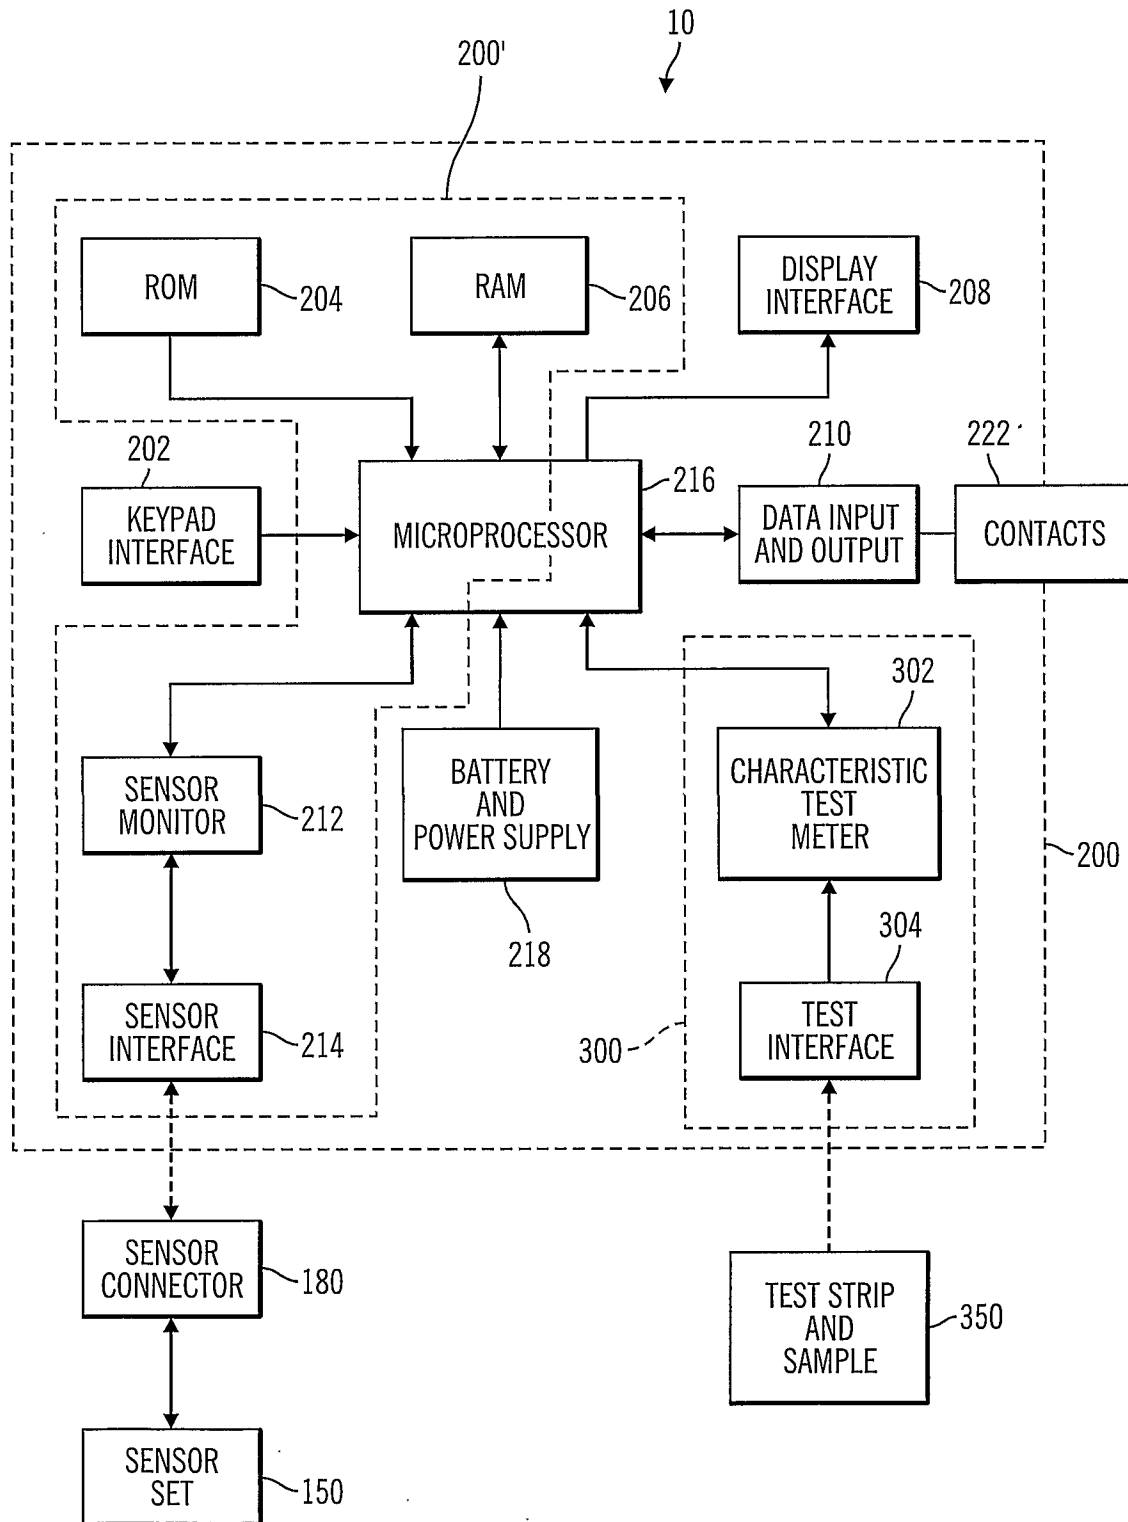 10
200'
ROM
204
RAM
206
DISPLAY
INTERFACE
208
202
KEYPAD
INTERFACE
MICROPROCESSOR
216
210
DATA INPUT
AND OUTPUT
222
CONTACTS
SENSOR
MONITOR
212
BATTERY
AND
POWER SUPPLY
218
302
CHARACTERISTIC
TEST
METER
200
304
TEST
INTERFACE
300
SENSOR
INTERFACE
214
SENSOR
CONNECTOR
180
TEST STRIP
AND
SAMPLE
350
SENSOR
SET
150